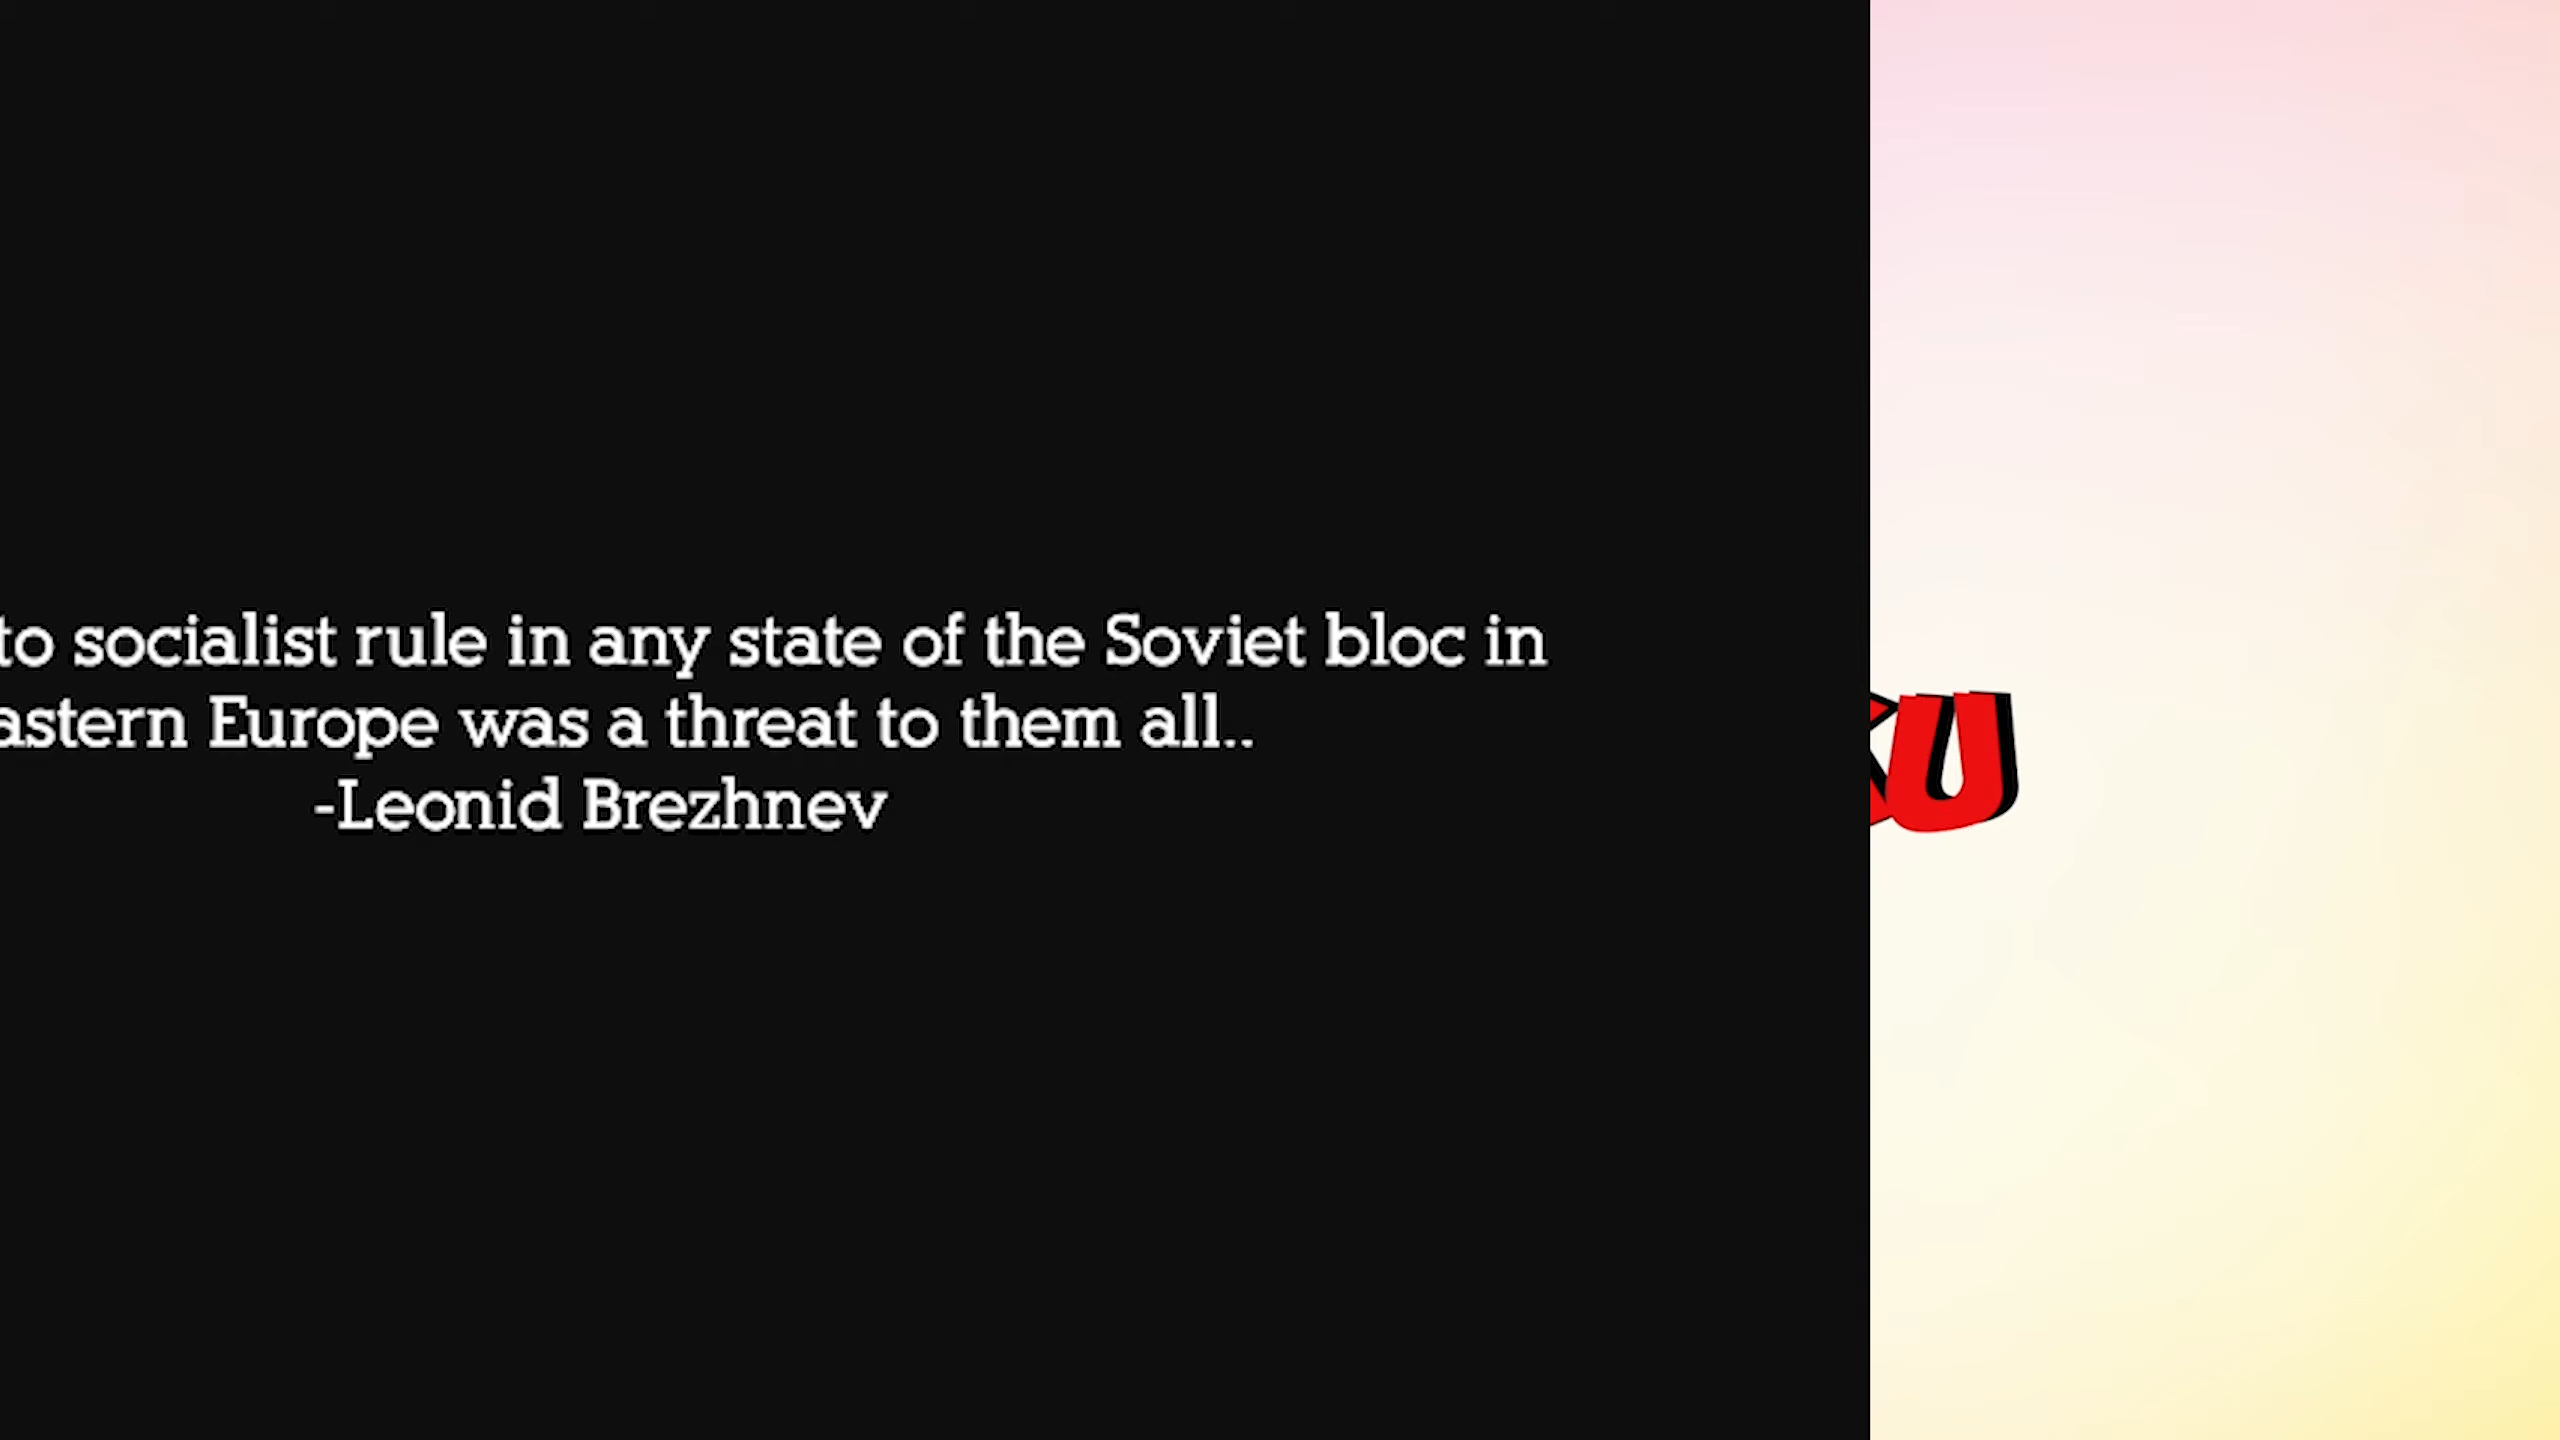 to socialist rule in any state of the Soviet bloc in
astern Europe was a threat to them all..
-Leonid Brezhnev
U